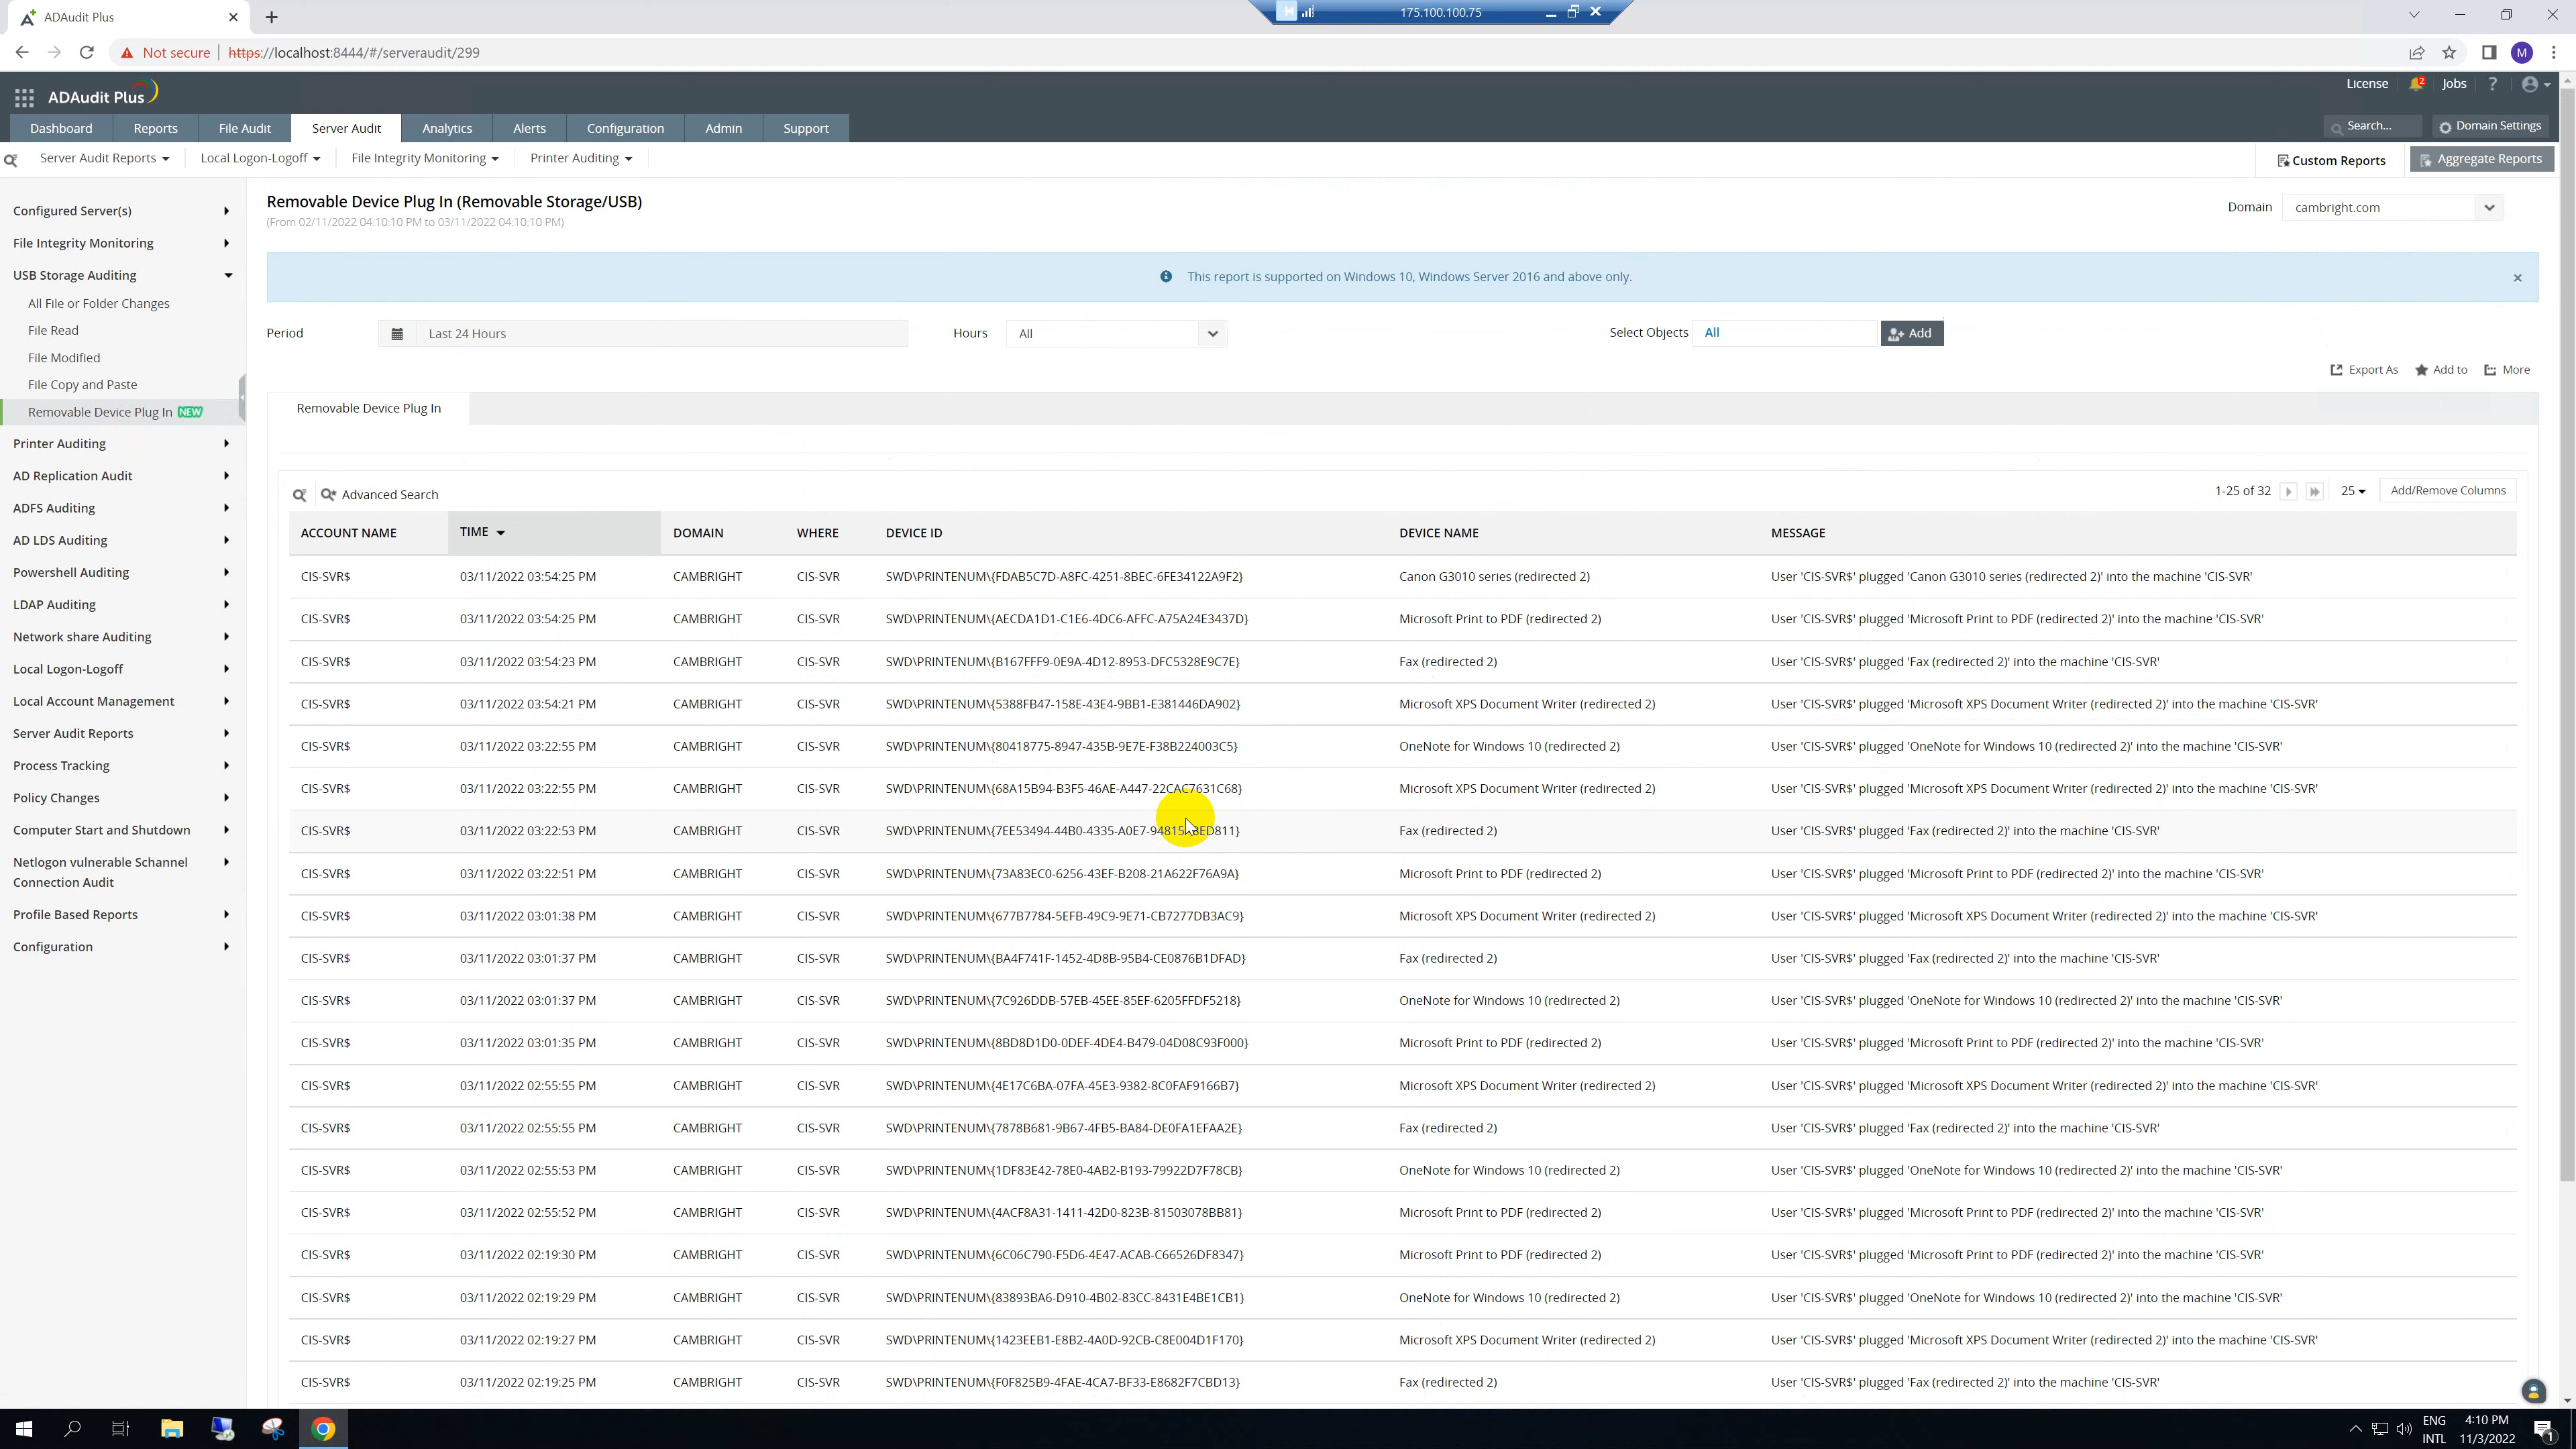 ADAudit Plus
175.100.100.75
Not secure https://localhost:8444/#/serveraudit/299
M
ADAudit Plus
License 2 Jobs ?
Dashboard Reports File Audit Server Audit Analytics Alerts Configuration Admin Support
Search... Domain Settings
Server Audit Reports Local Logon-Logoff File Integrity Monitoring Printer Auditing
Custom Reports Aggregate Reports
Configured Server(s)
File Integrity Monitoring
USB Storage Auditing
All File or Folder Changes
File Read
File Modified
File Copy and Paste
Removable Device Plug In NEW
Printer Auditing
AD Replication Audit
ADFS Auditing
AD LDS Auditing
Powershell Auditing
LDAP Auditing
Network share Auditing
Local Logon-Logoff
Local Account Management
Server Audit Reports
Process Tracking
Policy Changes
Computer Start and Shutdown
Netlogon vulnerable Schannel
Connection Audit
Profile Based Reports
Configuration
Removable Device Plug In (Removable Storage/USB)
(From 02/11/2022 04:10:10 PM to 03/11/2022 04:10:10 PM)
Domain cambright.com
This report is supported on Windows 10, Windows Server 2016 and above only.
Period Last 24 Hours Hours All Select Objects All Add
Export As Add to More
Removable Device Plug In
Advanced Search
1-25 of 32 25 Add/Remove Columns
ACCOUNT NAME TIME DOMAIN WHERE DEVICE ID DEVICE NAME MESSAGE
CIS-SVR$ 03/11/2022 03:54:25 PM CAMBRIGHT CIS-SVR SWD\PRINTENUM\{FDAB5C7D-A8FC-4251-8BEC-6FE34122A9F2} Canon G3010 series (redirected 2) User 'CIS-SVR$' plugged 'Canon G3010 series (redirected 2)' into the machine 'CIS-SVR'
CIS-SVR$ 03/11/2022 03:54:25 PM CAMBRIGHT CIS-SVR SWD\PRINTENUM\{AECDA1D1-C1E6-4DC6-AFFC-A75A24E3437D} Microsoft Print to PDF (redirected 2) User 'CIS-SVR$' plugged 'Microsoft Print to PDF (redirected 2)' into the machine 'CIS-SVR'
CIS-SVR$ 03/11/2022 03:54:23 PM CAMBRIGHT CIS-SVR SWD\PRINTENUM\{B167FFF9-0E9A-4D12-8953-DFC5328E9C7E} Fax (redirected 2) User 'CIS-SVR$' plugged 'Fax (redirected 2)' into the machine 'CIS-SVR'
CIS-SVR$ 03/11/2022 03:54:21 PM CAMBRIGHT CIS-SVR SWD\PRINTENUM\{5388FB47-158E-43E4-9BB1-E381446DA902} Microsoft XPS Document Writer (redirected 2) User 'CIS-SVR$' plugged 'Microsoft XPS Document Writer (redirected 2)' into the machine 'CIS-SVR'
CIS-SVR$ 03/11/2022 03:22:55 PM CAMBRIGHT CIS-SVR SWD\PRINTENUM\{80418775-8947-435B-9E7E-F38B224003C5} OneNote for Windows 10 (redirected 2) User 'CIS-SVR$' plugged 'OneNote for Windows 10 (redirected 2)' into the machine 'CIS-SVR'
CIS-SVR$ 03/11/2022 03:22:55 PM CAMBRIGHT CIS-SVR SWD\PRINTENUM\{68A15B94-B3F5-46AE-A447-22CAC7631C68} Microsoft XPS Document Writer (redirected 2) User 'CIS-SVR$' plugged 'Microsoft XPS Document Writer (redirected 2)' into the machine 'CIS-SVR'
CIS-SVR$ 03/11/2022 03:22:53 PM CAMBRIGHT CIS-SVR Fax (redirected 2) User 'CIS-SVR$' plugged 'Fax (redirected 2)' into the machine 'CIS-SVR'
CIS-SVR$ 03/11/2022 03:22:51 PM CAMBRIGHT CIS-SVR SWD\PRINTENUM\{73A83EC0-6256-43EF-B208-21A622F76A9A} Microsoft Print to PDF (redirected 2) User 'CIS-SVR$' plugged 'Microsoft Print to PDF (redirected 2)' into the machine 'CIS-SVR'
CIS-SVR$ 03/11/2022 03:01:38 PM CAMBRIGHT CIS-SVR SWD\PRINTENUM\{677B7784-5EFB-49C9-9E71-CB7277DB3AC9} Microsoft XPS Document Writer (redirected 2) User 'CIS-SVR$' plugged 'Microsoft XPS Document Writer (redirected 2)' into the machine 'CIS-SVR'
CIS-SVR$ 03/11/2022 03:01:37 PM CAMBRIGHT CIS-SVR SWD\PRINTENUM\{BA4F741F-1452-4D8B-95B4-CE0876B1DFAD} Fax (redirected 2) User 'CIS-SVR$' plugged 'Fax (redirected 2)' into the machine 'CIS-SVR'
CIS-SVR$ 03/11/2022 03:01:37 PM CAMBRIGHT CIS-SVR SWD\PRINTENUM\{7C926DDB-57EB-45EE-85EF-6205FFDF5218} OneNote for Windows 10 (redirected 2) User 'CIS-SVR$' plugged 'OneNote for Windows 10 (redirected 2)' into the machine 'CIS-SVR'
CIS-SVR$ 03/11/2022 03:01:35 PM CAMBRIGHT CIS-SVR SWD\PRINTENUM\{8BD8D1D0-0DEF-4DE4-B479-04D08C93F000} Microsoft Print to PDF (redirected 2) User 'CIS-SVR$' plugged 'Microsoft Print to PDF (redirected 2)' into the machine 'CIS-SVR'
CIS-SVR$ 03/11/2022 02:55:55 PM CAMBRIGHT CIS-SVR SWD\PRINTENUM\{4E17C6BA-07FA-45E3-9382-8C0FAF9166B7} Microsoft XPS Document Writer (redirected 2) User 'CIS-SVR$' plugged 'Microsoft XPS Document Writer (redirected 2)' into the machine 'CIS-SVR'
CIS-SVR$ 03/11/2022 02:55:55 PM CAMBRIGHT CIS-SVR SWD\PRINTENUM\{7878B681-9B67-4FB5-BA84-DE0FA1EFAA2E} Fax (redirected 2) User 'CIS-SVR$' plugged 'Fax (redirected 2)' into the machine 'CIS-SVR'
CIS-SVR$ 03/11/2022 02:55:53 PM CAMBRIGHT CIS-SVR SWD\PRINTENUM\{1DF83E42-78E0-4AB2-B193-79922D7F78CB} OneNote for Windows 10 (redirected 2) User 'CIS-SVR$' plugged 'OneNote for Windows 10 (redirected 2)' into the machine 'CIS-SVR'
CIS-SVR$ 03/11/2022 02:55:52 PM CAMBRIGHT CIS-SVR SWD\PRINTENUM\{4ACF8A31-1411-42D0-823B-81503078BB81} Microsoft Print to PDF (redirected 2) User 'CIS-SVR$' plugged 'Microsoft Print to PDF (redirected 2)' into the machine 'CIS-SVR'
CIS-SVR$ 03/11/2022 02:19:30 PM CAMBRIGHT CIS-SVR SWD\PRINTENUM\{6C06C790-F5D6-4E47-ACAB-C66526DF8347} Microsoft Print to PDF (redirected 2) User 'CIS-SVR$' plugged 'Microsoft Print to PDF (redirected 2)' into the machine 'CIS-SVR'
CIS-SVR$ 03/11/2022 02:19:29 PM CAMBRIGHT CIS-SVR SWD\PRINTENUM\{83893BA6-D910-4B02-83CC-8431E4BE1CB1} OneNote for Windows 10 (redirected 2) User 'CIS-SVR$' plugged 'OneNote for Windows 10 (redirected 2)' into the machine 'CIS-SVR'
CIS-SVR$ 03/11/2022 02:19:27 PM CAMBRIGHT CIS-SVR SWD\PRINTENUM\{1423EEB1-E8B2-4A0D-92CB-C8E004D1F170} Microsoft XPS Document Writer (redirected 2) User 'CIS-SVR$' plugged 'Microsoft XPS Document Writer (redirected 2)' into the machine 'CIS-SVR'
CIS-SVR$ 03/11/2022 02:19:25 PM CAMBRIGHT CIS-SVR SWD\PRINTENUM\{F0F825B9-4FAE-4CA7-BF33-E8682F7CBD13} Fax (redirected 2) User 'CIS-SVR$' plugged 'Fax (redirected 2)' into the machine 'CIS-SVR'
ENG 4:10 PM
INTL 11/3/2022 1